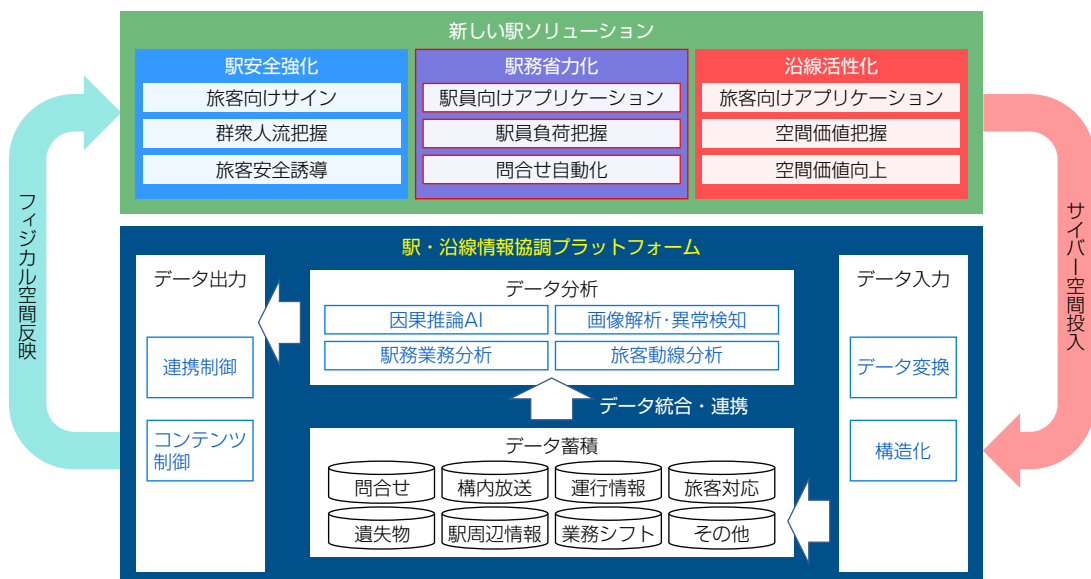 新しい駅ソリューション
駅安全強化
旅客向けサイン
群衆人流把握
旅客安全誘導
駅務省力化
駅員向けアプリケーション
駅員負荷把握
問合せ自動化
沿線活性化
旅客向けアプリケーション
空間価値把握
空間価値向上
フィジカル空間反映
サイバー空間投入
駅・沿線情報協調プラットフォーム
データ出力
連携制御
コンテンツ
制御
データ分析
因果推論AI
画像解析・異常検知
駅務業務分析
旅客動線分析
データ統合・連携
データ蓄積
問合せ
構内放送
運行情報
旅客対応
遺失物
駅周辺情報
業務シフト
その他
データ入力
データ変換
構造化